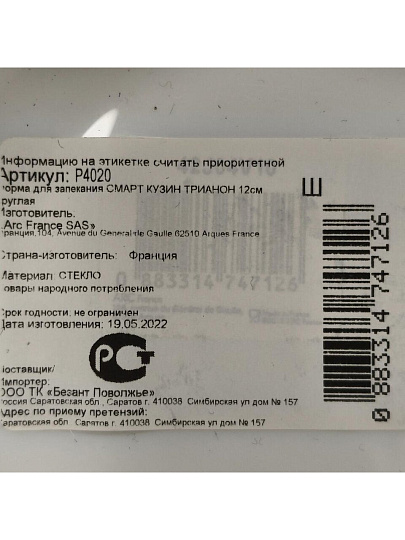 Информацию на этикетке считать приоритетной
Артикул: P4020
форма для запекания СМАРТ КУЗИН ТРИАНОН 12см
круглая
Изготовитель:
«Arc France SAS»
Франция,104, Avenue du General de Gaulle 62510 Arques France
Страна-изготовитель: Франция
Материал: СТЕКЛО
Товары народного потребления
Срок годности: не ограничен
Дата изготовления: 19.05.2022
РСТ
Поставщик/
Импортер:
ООО ТК «Безант Поволжье»
Россия Саратовская обл., Саратов г. 410038 Симбирская ул дом № 157
Адрес по приему претензий:
Саратовская обл., Саратов г. 410038 Симбирская ул дом № 157
Ш
0 883314 747126
0 883314 747126